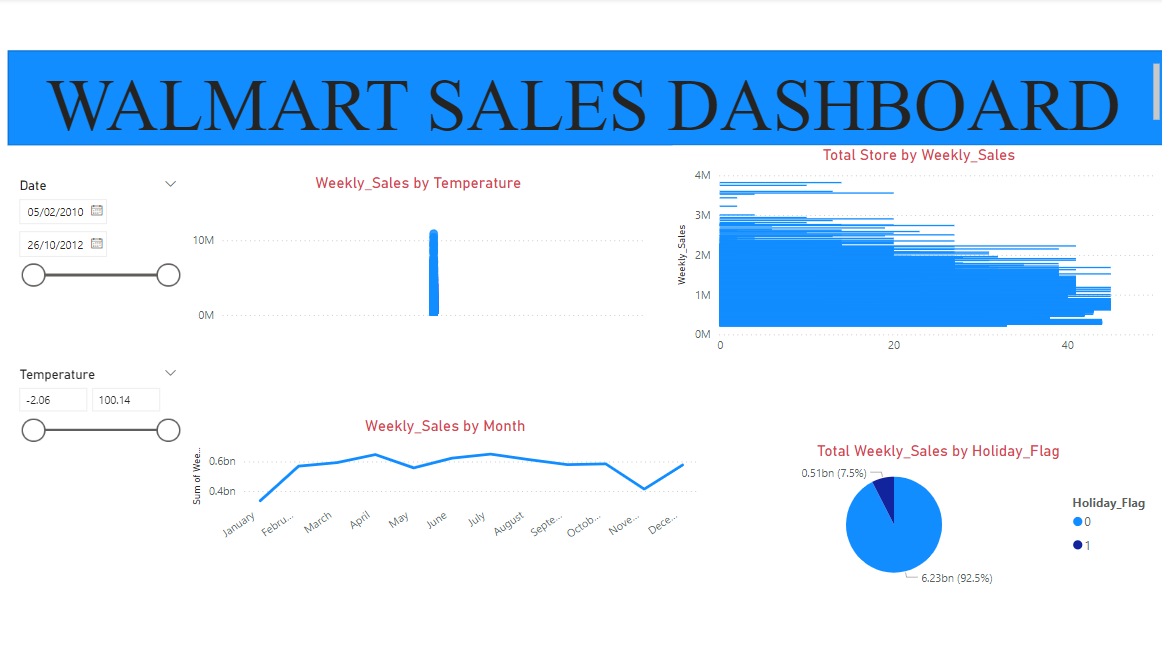 WALMART SALES DASHBOARD
Date
05/02/2010
26/10/2012
Temperature
-2.06 100.14
Weekly_Sales by Temperature
10M
0M
Total Store by Weekly_Sales
Weekly_Sales
4M
3M
2M
1M
0M
0 20 40
Weekly_Sales by Month
Sum of Wee...
0.6bn
0.4bn
January Febru... March April May June July August Septe... Octob... Nove... Dece...
Total Weekly_Sales by Holiday_Flag
0.51bn (7.5%)
6.23bn (92.5%)
Holiday_Flag
0
1